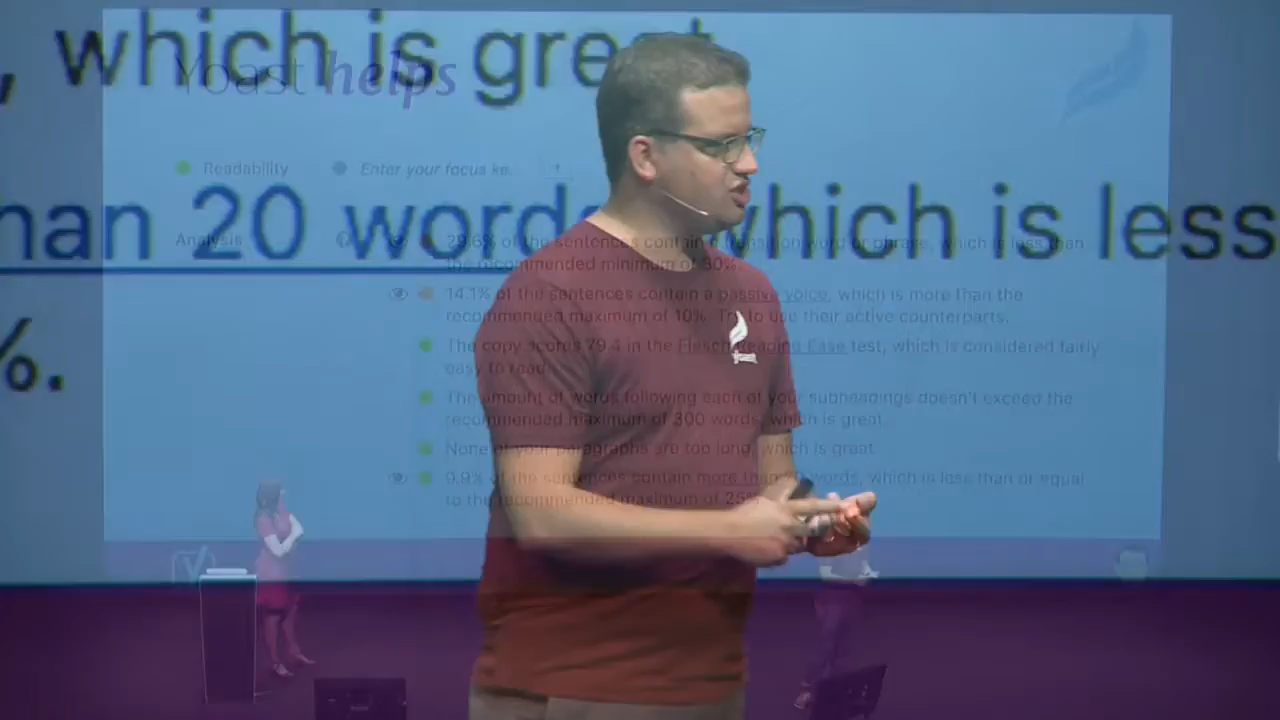 , which is great
Yoast helps
Readability
Enter your focus ke.
han 20 words, which is less
Analysis
29.6% of the sentences contain a transition word or phrase, which is less than
the recommended minimum of 30%.
14.1% of the sentences contain a passive voice, which is more than the
recommended maximum of 10%. Try to use their active counterparts.
The copy scores 79.4 in the Flesch Reading Ease test, which is considered fairly
easy to read.
%.
The amount of words following each of your subheadings doesn't exceed the
recommended maximum of 300 words, which is great.
None of your paragraphs are too long, which is great.
0.9% of the sentences contain more than 20 words, which is less than or equal
to the recommended maximum of 25%
yoast